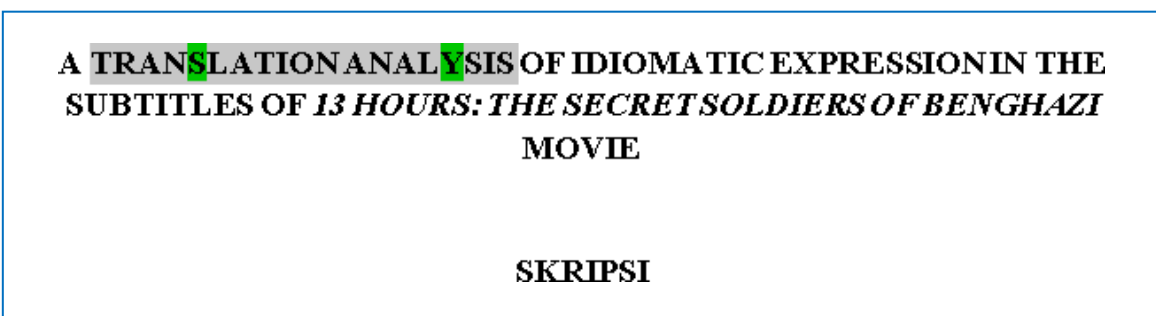 A TRANSLATION ANALYSIS OF IDIOMATIC EXPRESSION IN THE
SUBTITLES OF 13 HOURS: THE SECRET SOLDIERS OF BENGHAZI
MOVIE
SKRIPSI